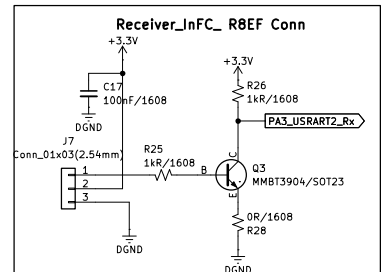 Receiver_InFC_ R8EF Conn
+3.3V
+3.3V
C17
100nF/1608
DGND
R26
1kR/1608
PA3_USRART2_Rx
J7
Conn_01x03(2.54mm)
1
2
3
R25
1kR/1608
B
C
E
Q3
MMBT3904/SOT23
0R/1608
R28
DGND
DGND